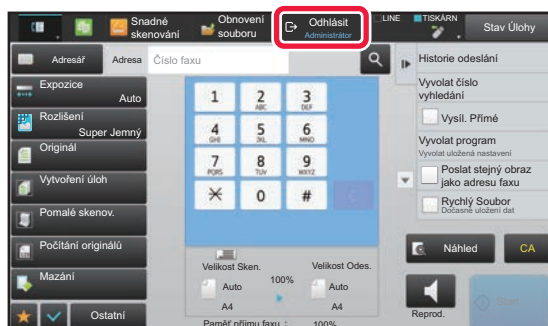 Snadné
skenování
Obnovení
souboru
Odhlásit
Administrátor
LINE
TISKÁRN
Stav Úlohy
Adresář
Adresa
Číslo faxu
Historie odeslání
Expozice
Auto
Rozlišení
Super Jemný
Originál
Vytvoření úloh
Pomalé skenov.
Počítání originálů
Mazání
Ostatní
1
2
ABC
3
DEF
4
GHI
5
JKL
6
MNO
7
PQRS
8
TUV
9
WXYZ
0
#
C
Velikost Sken.
Velikost Odes.
100%
Auto
Auto
A4
A4
Paměť příjmu faxu :
100%
Vyvolat číslo
vyhledání
Vysíl. Přímé
Vyvolat program
Vyvolat uložená nastavení
Poslat stejný obraz
jako adresu faxu
Rychlý Soubor
Dočasné uložení dat
Náhled
CA
Reprod.
Start